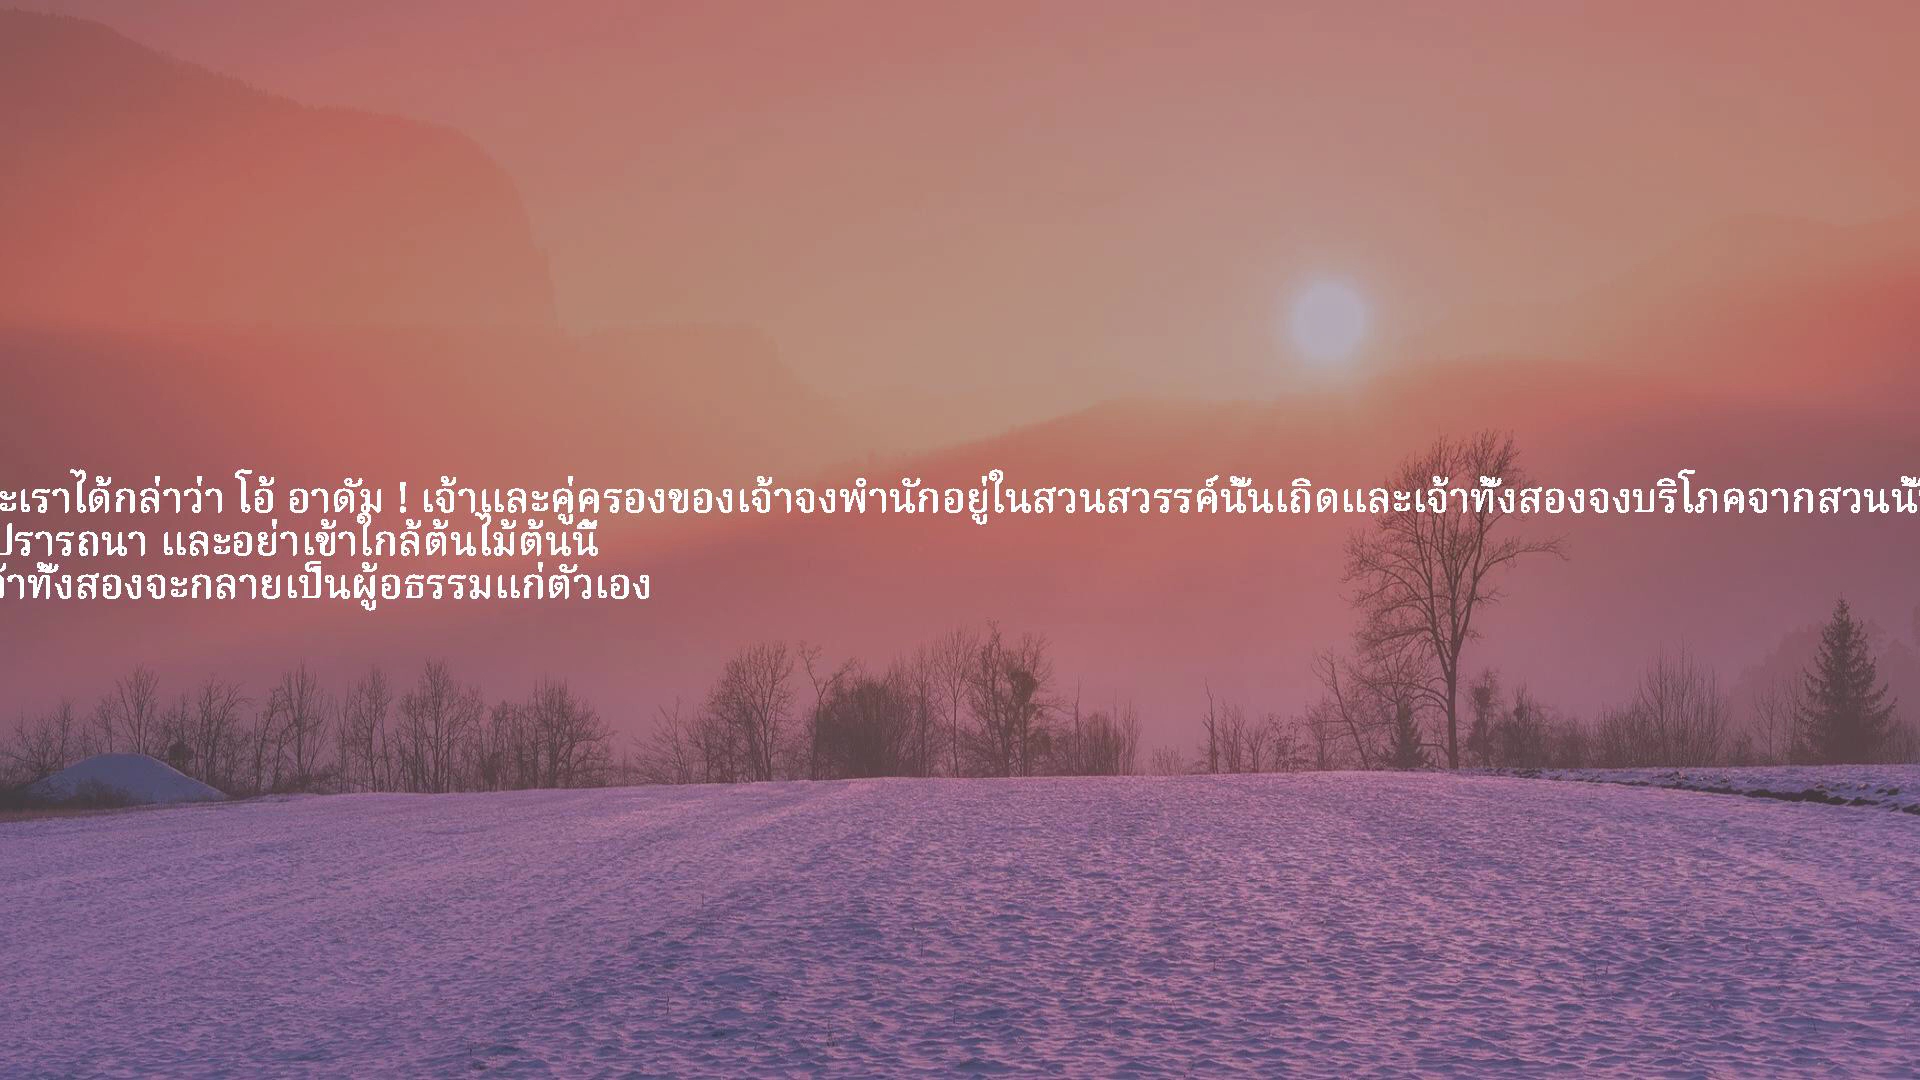 ะเราได้กล่าวว่า โอ้ อาดัม ! เจ้าและคู่ครองของเจ้าจงพำนักอยู่ในสวนสวรรค์นั้นเถิดและเจ้าทั้งสองจงบริโภคจากสวนนั้
ปรารถนา และอย่าเข้าใกล้ต้นไม้ต้นนี้
จ้าทั้งสองจะกลายเป็นผู้อธรรมแก่ตัวเอง